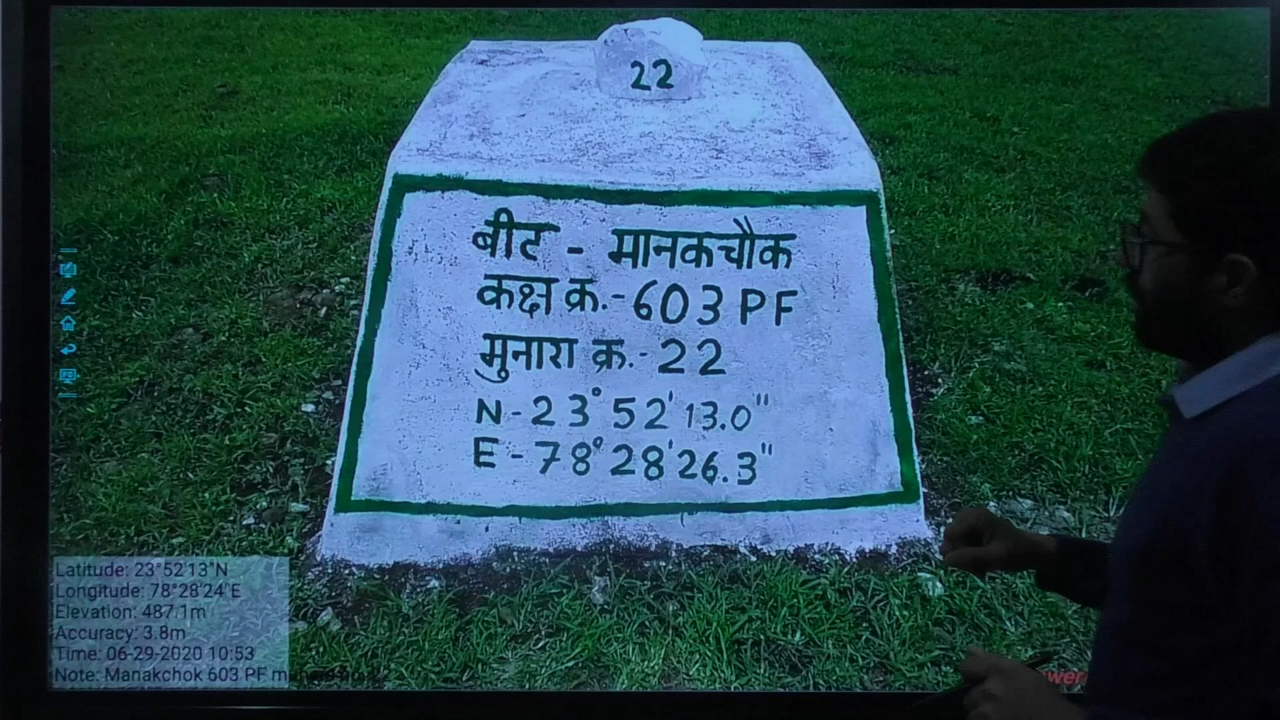 22
बीट - मानकचौक
कक्ष क्र.- 603 PF
मुनारा क्र.- 22
N - 23° 52' 13.0"
E - 78° 28' 26.3"
Latitude: 23°52'13"N
Longitude: 78°28'24"E
Elevation: 487.1m
Accuracy: 3.8m
Time: 06-29-2020 10:53
Note: Manakchok 603 PF